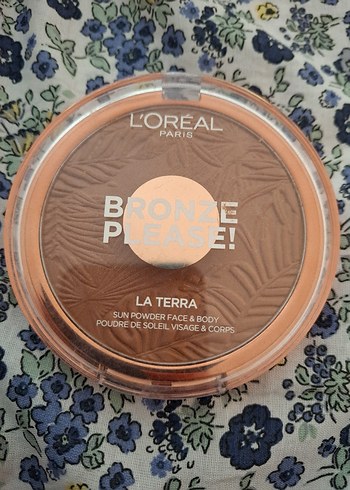 L'ORÉAL
PARIS
BRONZE
PLEASE!
LA TERRA
SUN POWDER FACE & BODY
POUDRE DE SOLEIL VISAGE & CORPS